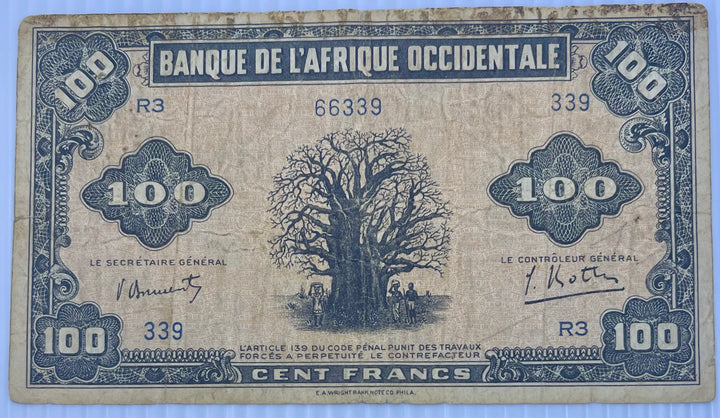 100 100
BANQUE DE L'AFRIQUE OCCIDENTALE
R3 66339 339
100 100
LE SECRÉTAIRE GÉNÉRAL LE CONTRÔLEUR GÉNÉRAL
339 R3
L'ARTICLE 139 DU CODE PÉNAL PUNIT DES TRAVAUX
FORCÉS A PERPÉTUITÉ LE CONTREFACTEUR
100 100
CENT FRANCS
E.A. WRIGHT BANK NOTE CO. PHILA.